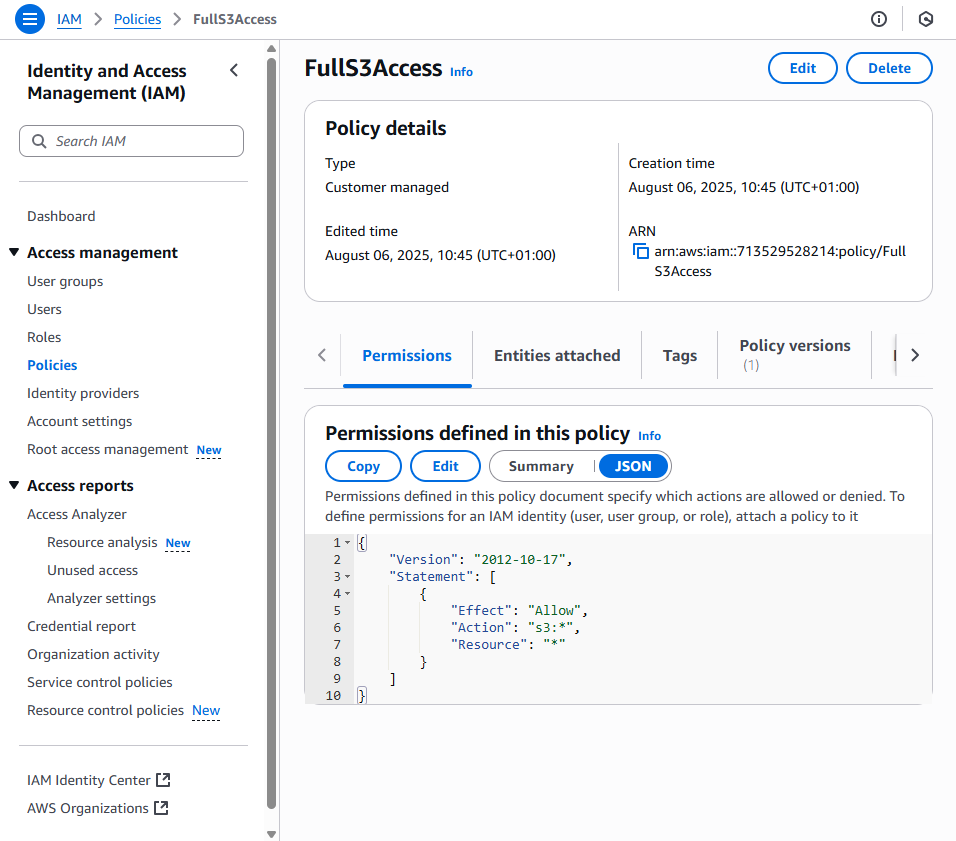 IAM > Policies > FullS3Access
Identity and Access
Management (IAM)
Search IAM
Dashboard
Access management
User groups
Users
Roles
Policies
Identity providers
Account settings
Root access management New
Access reports
Access Analyzer
Resource analysis New
Unused access
Analyzer settings
Credential report
Organization activity
Service control policies
Resource control policies New
IAM Identity Center
AWS Organizations
FullS3Access Info
Edit Delete
Policy details
Type
Customer managed
Creation time
August 06, 2025, 10:45 (UTC+01:00)
Edited time
August 06, 2025, 10:45 (UTC+01:00)
ARN
arn:aws:iam::713529528214:policy/Full
S3Access
Permissions Entities attached Tags Policy versions
(1)
Permissions defined in this policy Info
Copy Edit Summary JSON
Permissions defined in this policy document specify which actions are allowed or denied. To
define permissions for an IAM identity (user, user group, or role), attach a policy to it
1 {
2     "Version": "2012-10-17",
3     "Statement": [
4         {
5             "Effect": "Allow",
6             "Action": "s3:*",
7             "Resource": "*"
8         }
9     ]
10 }